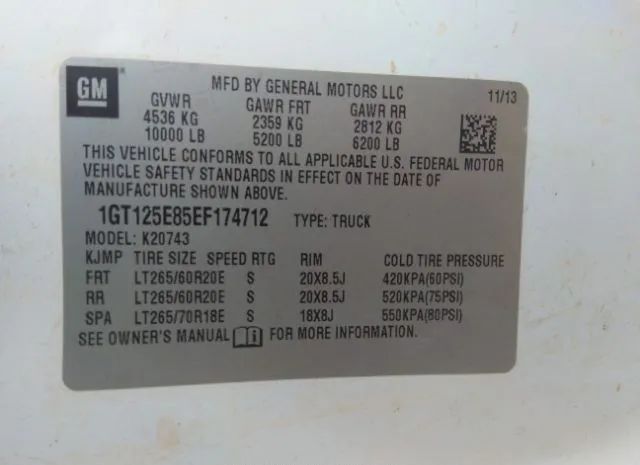 GM
MFD BY GENERAL MOTORS LLC
11/13
GVWR GAWR FRT GAWR RR
4536 KG 2359 KG 2812 KG
10000 LB 5200 LB 6200 LB
THIS VEHICLE CONFORMS TO ALL APPLICABLE U.S. FEDERAL MOTOR
VEHICLE SAFETY STANDARDS IN EFFECT ON THE DATE OF
MANUFACTURE SHOWN ABOVE.
1GT125E85EF174712 TYPE: TRUCK
MODEL: K20743
KJMP TIRE SIZE SPEED RTG RIM COLD TIRE PRESSURE
FRT LT265/60R20E S 20X8.5J 420KPA(60PSI)
RR LT265/60R20E S 20X8.5J 520KPA(75PSI)
SPA LT265/70R18E S 18X8J 550KPA(80PSI)
SEE OWNER'S MANUAL FOR MORE INFORMATION.